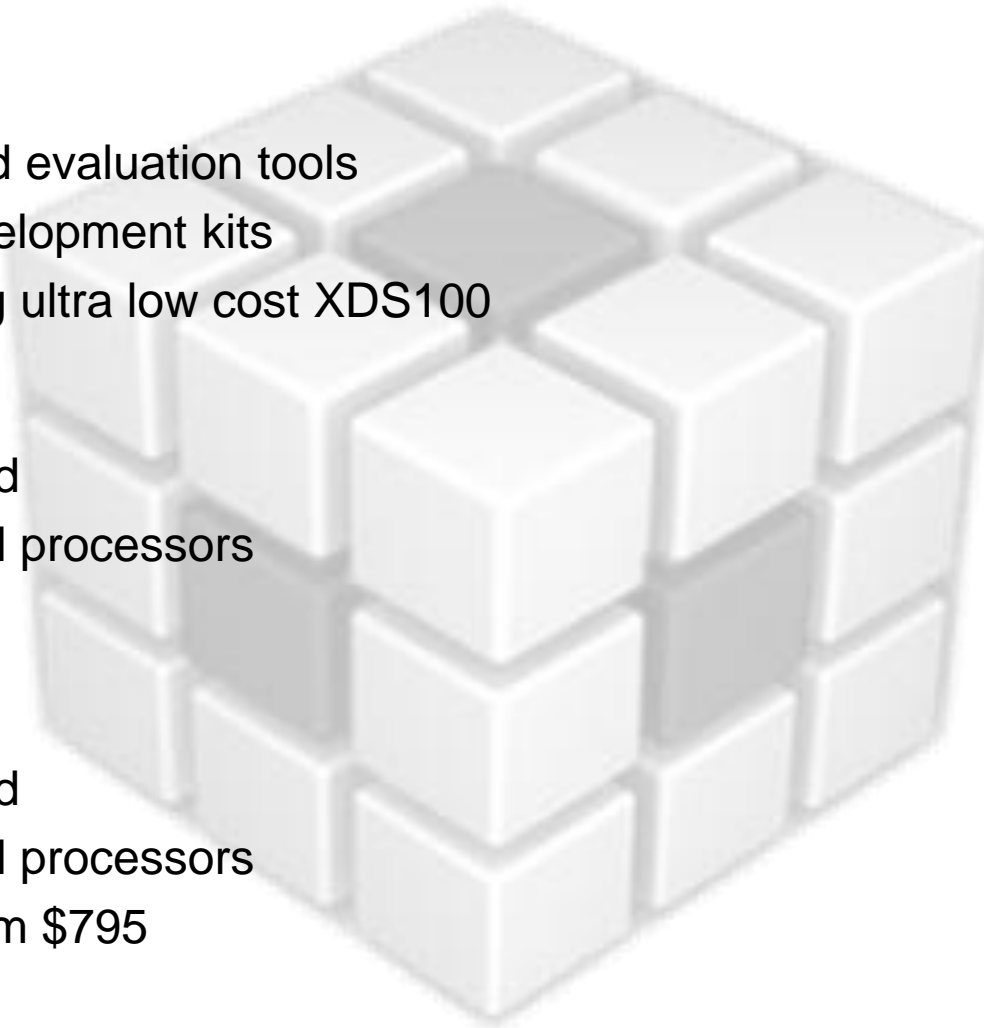 d evaluation tools
elopment kits
g ultra low cost XDS100
d
l processors
d
l processors
m $795